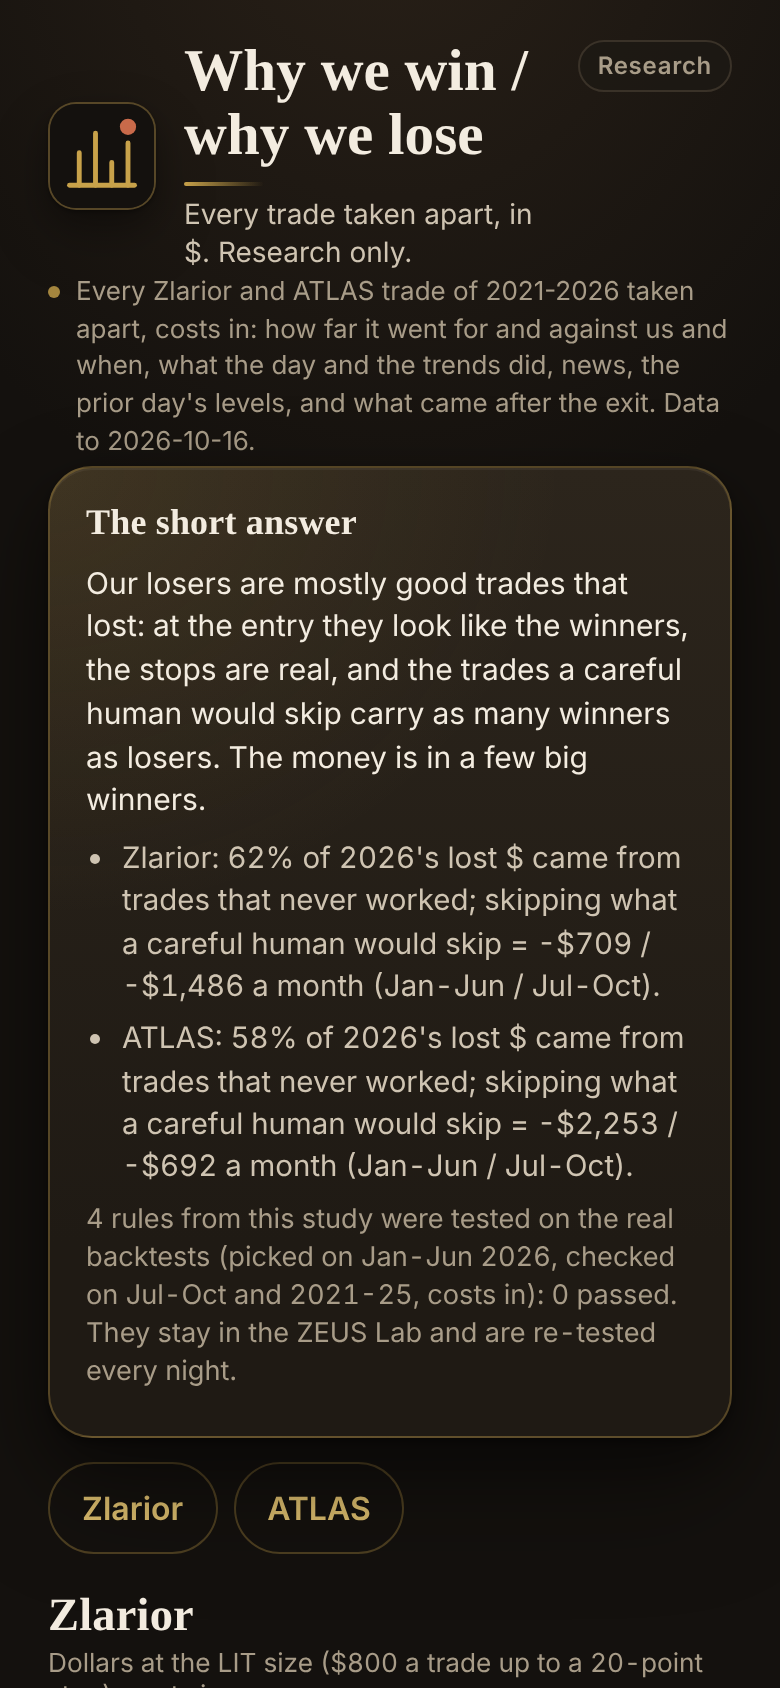 Why we win /
why we lose
Research
Every trade taken apart, in
$. Research only.
Every Zlarior and ATLAS trade of 2021-2026 taken
apart, costs in: how far it went for and against us and
when, what the day and the trends did, news, the
prior day's levels, and what came after the exit. Data
to 2026-10-16.
The short answer
Our losers are mostly good trades that
lost: at the entry they look like the winners,
the stops are real, and the trades a careful
human would skip carry as many winners
as losers. The money is in a few big
winners.
• Zlarior: 62% of 2026's lost $ came from
trades that never worked; skipping what
a careful human would skip = -$709 /
-$1,486 a month (Jan-Jun / Jul-Oct).
• ATLAS: 58% of 2026's lost $ came from
trades that never worked; skipping what
a careful human would skip = -$2,253 /
-$692 a month (Jan-Jun / Jul-Oct).
4 rules from this study were tested on the real
backtests (picked on Jan-Jun 2026, checked
on Jul-Oct and 2021-25, costs in): 0 passed.
They stay in the ZEUS Lab and are re-tested
every night.
Zlarior
ATLAS
Zlarior
Dollars at the LIT size ($800 a trade up to a 20-point